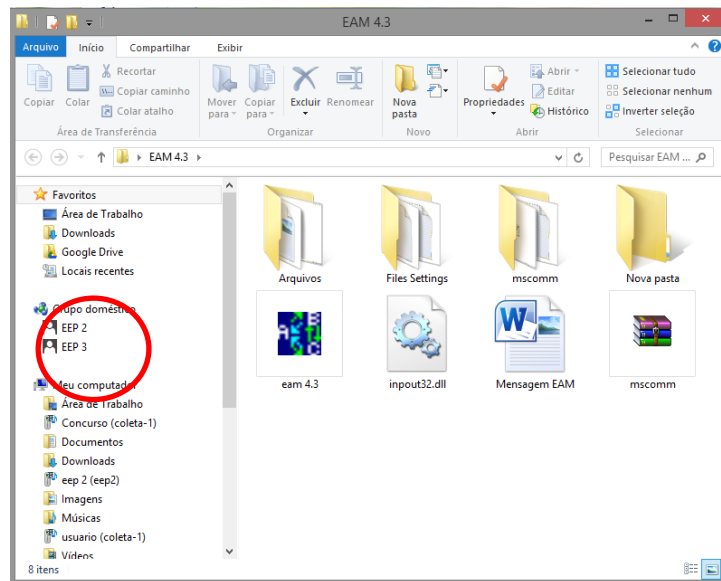 EAM 4.3
Arquivo Início Compartilhar Exibir
Copiar
Colar
Recortar
Copiar caminho
Colar atalho
Área de Transferência
Mover para
Copiar para
Excluir
Renomear
Organizar
Nova pasta
Novo
Propriedades
Abrir
Editar
Histórico
Abrir
Selecionar tudo
Selecionar nenhum
Inverter seleção
Selecionar
EAM 4.3
Pesquisar EAM ...
Favoritos
Área de Trabalho
Downloads
Google Drive
Locais recentes
Grupo doméstico
EEP 2
EEP 3
Meu computador
Área de Trabalho
Concurso (coleta-1)
Documentos
Downloads
eep 2 (eep2)
Imagens
Músicas
usuario (coleta-1)
Vídeos
Arquivos
Files Settings
mscomm
Nova pasta
eam 4.3
inpout32.dll
Mensagem EAM
mscomm
8 itens